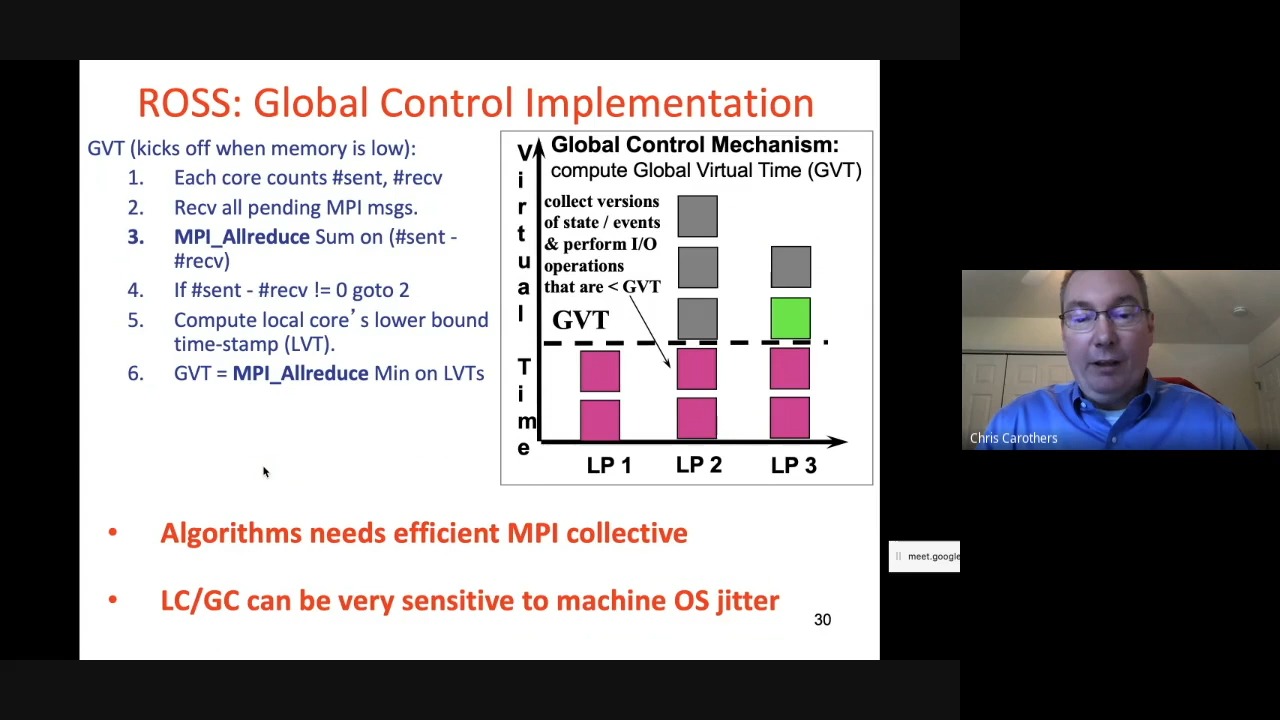 ROSS: Global Control Implementation
GVT (kicks off when memory is low):
1. Each core counts #sent, #recv
2. Recv all pending MPI msgs.
3. MPI_Allreduce Sum on (#sent -
#recv)
4. If #sent - #recv != 0 goto 2
5. Compute local core's lower bound
time-stamp (LVT).
6. GVT = MPI_Allreduce Min on LVTs
Virtual Time
Global Control Mechanism:
compute Global Virtual Time (GVT)
collect versions
of state / events
& perform I/O
operations
that are < GVT
GVT
LP 1 LP 2 LP 3
• Algorithms needs efficient MPI collective
• LC/GC can be very sensitive to machine OS jitter
30
Chris Carothers
meet.google